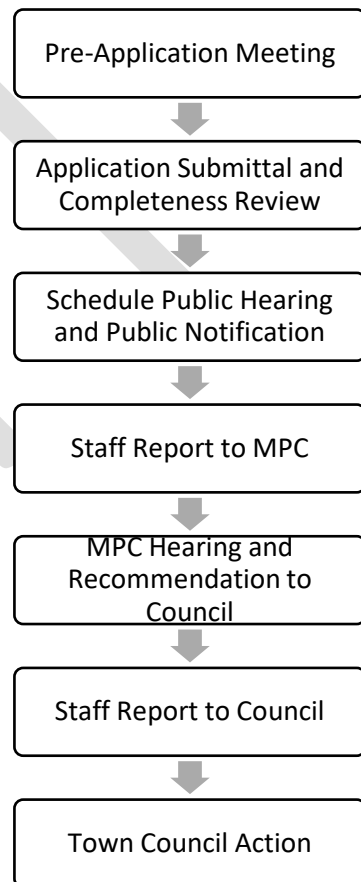 Pre-Application Meeting
Application Submittal and
Completeness Review
Schedule Public Hearing
and Public Notification
Staff Report to MPC
MPC Hearing and
Recommendation to
Council
Staff Report to Council
Town Council Action